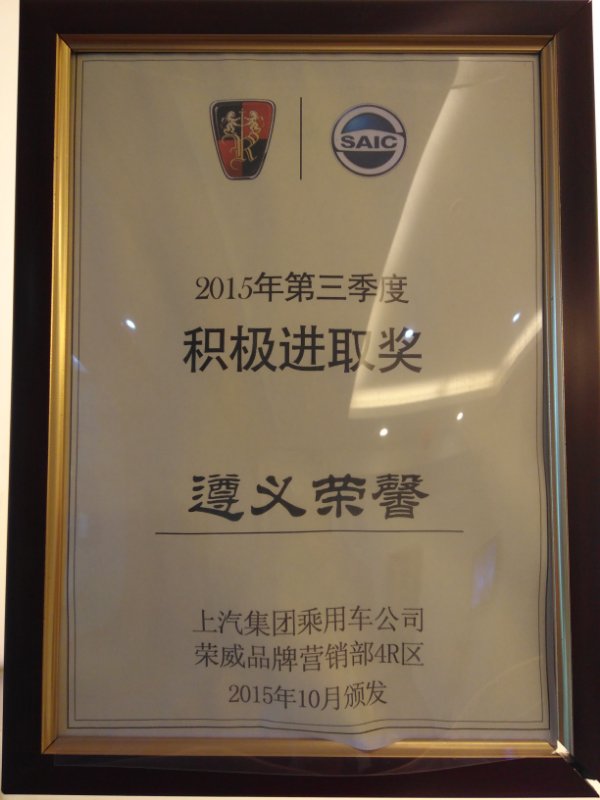 SAIC
2015年第三季度
积极进取奖
遵义荣馨
上汽集团乘用车公司
荣威品牌营销部4R区
2015年10月颁发